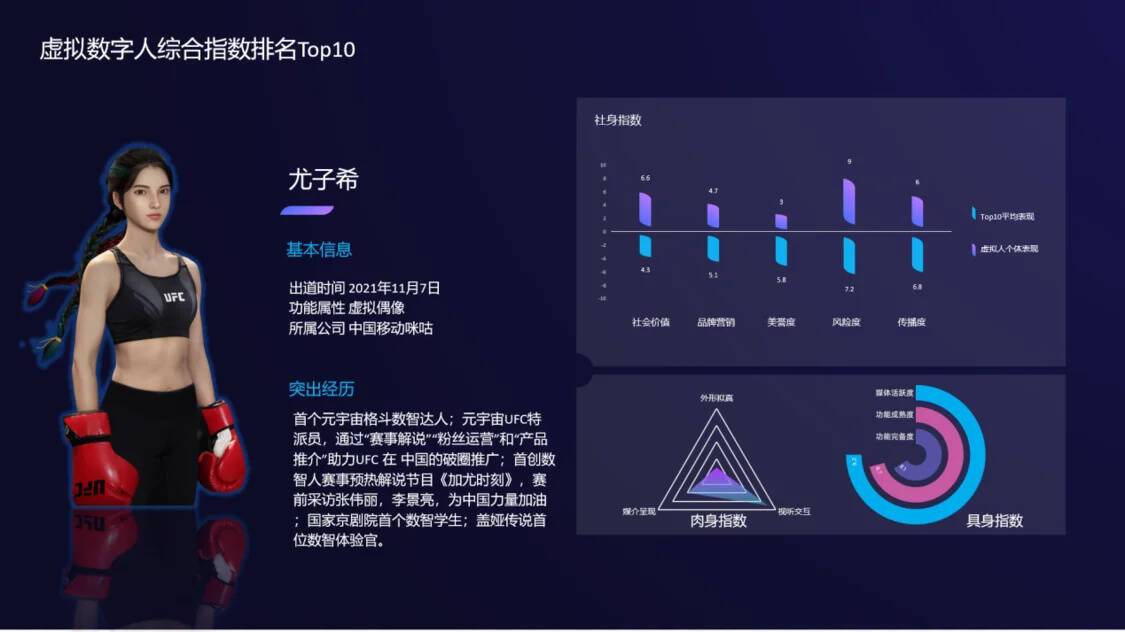 虚拟数字人综合指数排名Top10
UFC
UFC
尤子希
基本信息
出道时间 2021年11月7日
功能属性 虚拟偶像
所属公司 中国移动咪咕
突出经历
首个元宇宙格斗数智达人；元宇宙UFC特
派员，通过“赛事解说”“粉丝运营”和“产品
推介”助力UFC 在 中国的破圈推广；首创数
智人赛事预热解说节目《加尤时刻》，赛
前采访张伟丽，李景亮，为中国力量加油
；国家京剧院首个数智学生；盖娅传说首
位数智体验官。
社身指数
10
8
6
4
2
0
-2
-4
-6
-8
-10
6.6
4.7
3
9
6
4.3
5.1
5.8
7.2
6.8
社会价值
品牌营销
美誉度
风险度
传播度
Top10平均表现
虚拟人个体表现
外形拟真
媒介呈现
视听交互
肉身指数
媒体活跃度
功能成熟度
功能完备度
具身指数